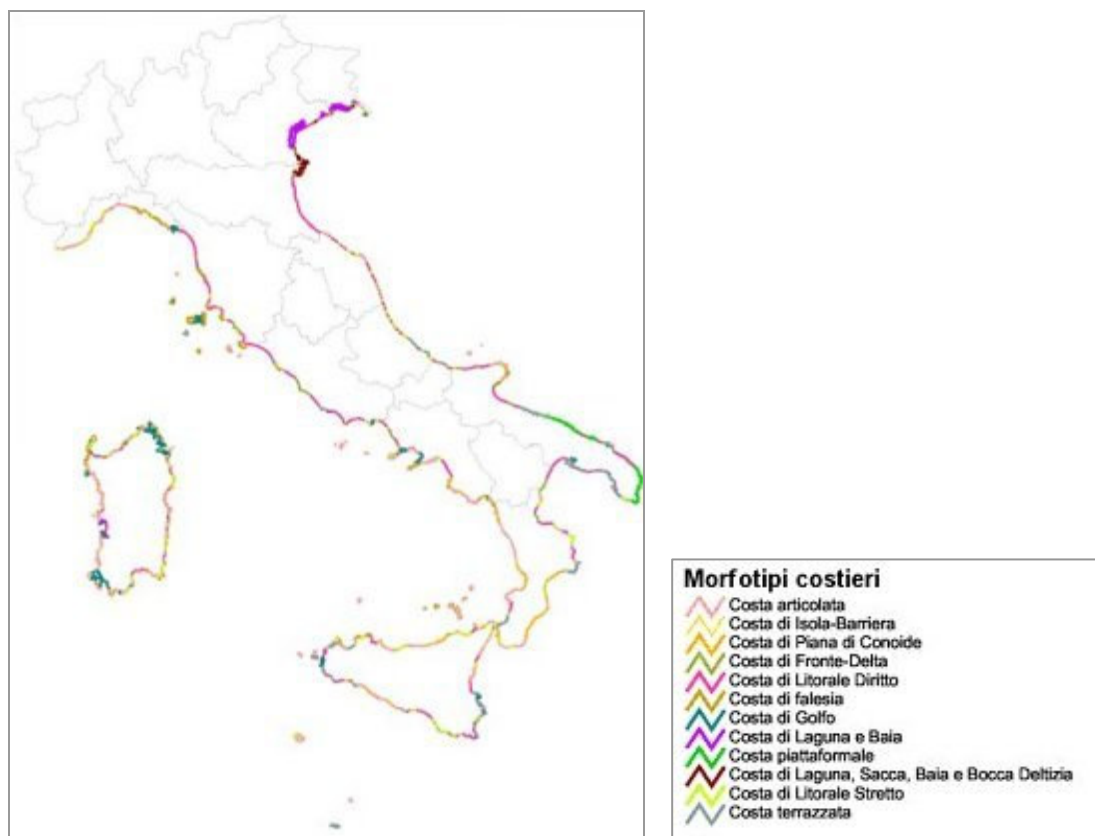 Morfotipi costieri
Costa articolata
Costa di Isola-Barriera
Costa di Piana di Conoide
Costa di Fronte-Delta
Costa di Litorale Diritto
Costa di falesia
Costa di Golfo
Costa di Laguna e Baia
Costa piattaformale
Costa di Laguna, Sacca, Baia e Bocca Deltizia
Costa di Litorale Stretto
Costa terrazzata